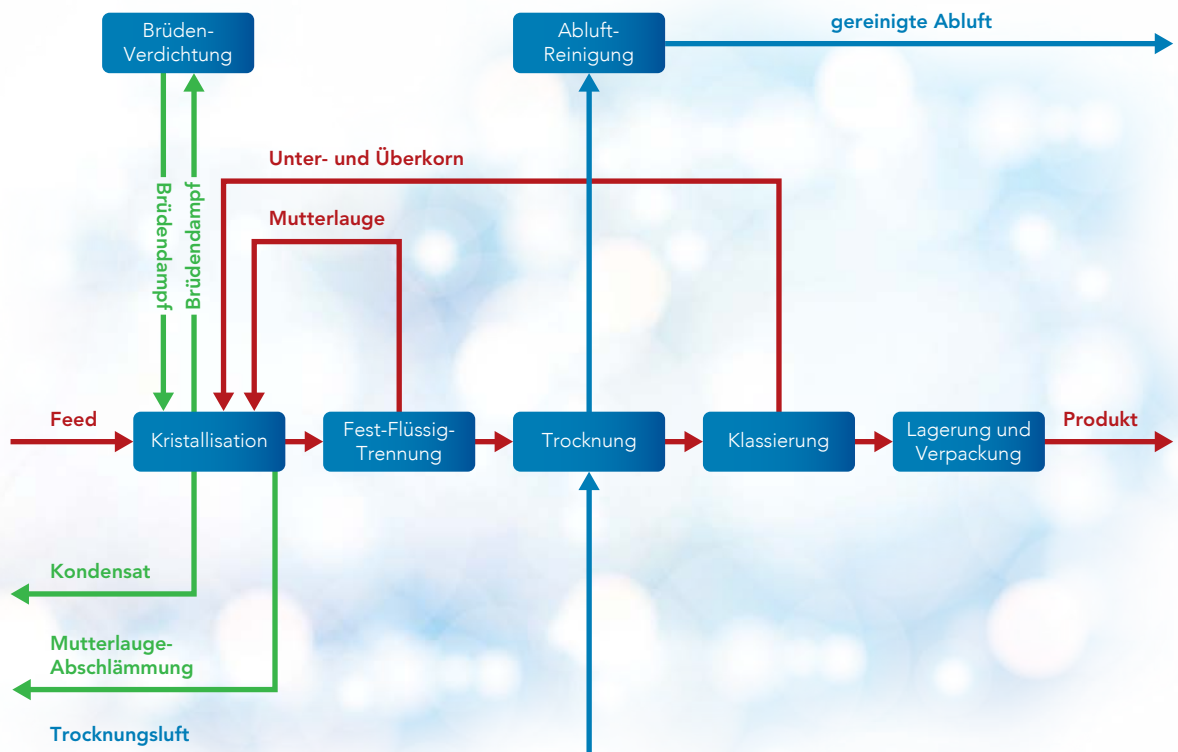 Brüden-
Verdichtung
Abluft-
Reinigung
gereinigte Abluft
Brüdendampf
Brüdendampf
Unter- und Überkorn
Mutterlauge
Feed
Kristallisation
Fest-Flüssig-
Trennung
Trocknung
Klassierung
Lagerung und
Verpackung
Produkt
Kondensat
Mutterlauge-
Abschlämmung
Trocknungsluft